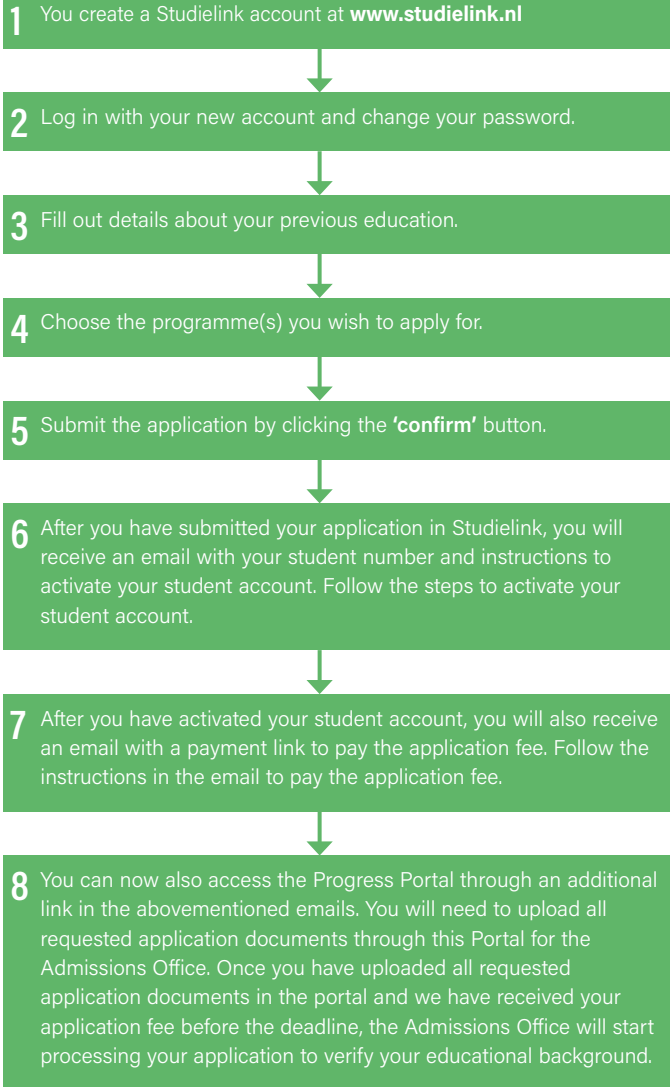 1 You create a Studielink account at www.studielink.nl
2 Log in with your new account and change your password.
3 Fill out details about your previous education.
4 Choose the programme(s) you wish to apply for.
5 Submit the application by clicking the ‘confirm’ button.
6 After you have submitted your application in Studielink, you will
receive an email with your student number and instructions to
activate your student account. Follow the steps to activate your
student account.
7 After you have activated your student account, you will also receive
an email with a payment link to pay the application fee. Follow the
instructions in the email to pay the application fee.
8 You can now also access the Progress Portal through an additional
link in the abovementioned emails. You will need to upload all
requested application documents through this Portal for the
Admissions Office. Once you have uploaded all requested
application documents in the portal and we have received your
application fee before the deadline, the Admissions Office will start
processing your application to verify your educational background.